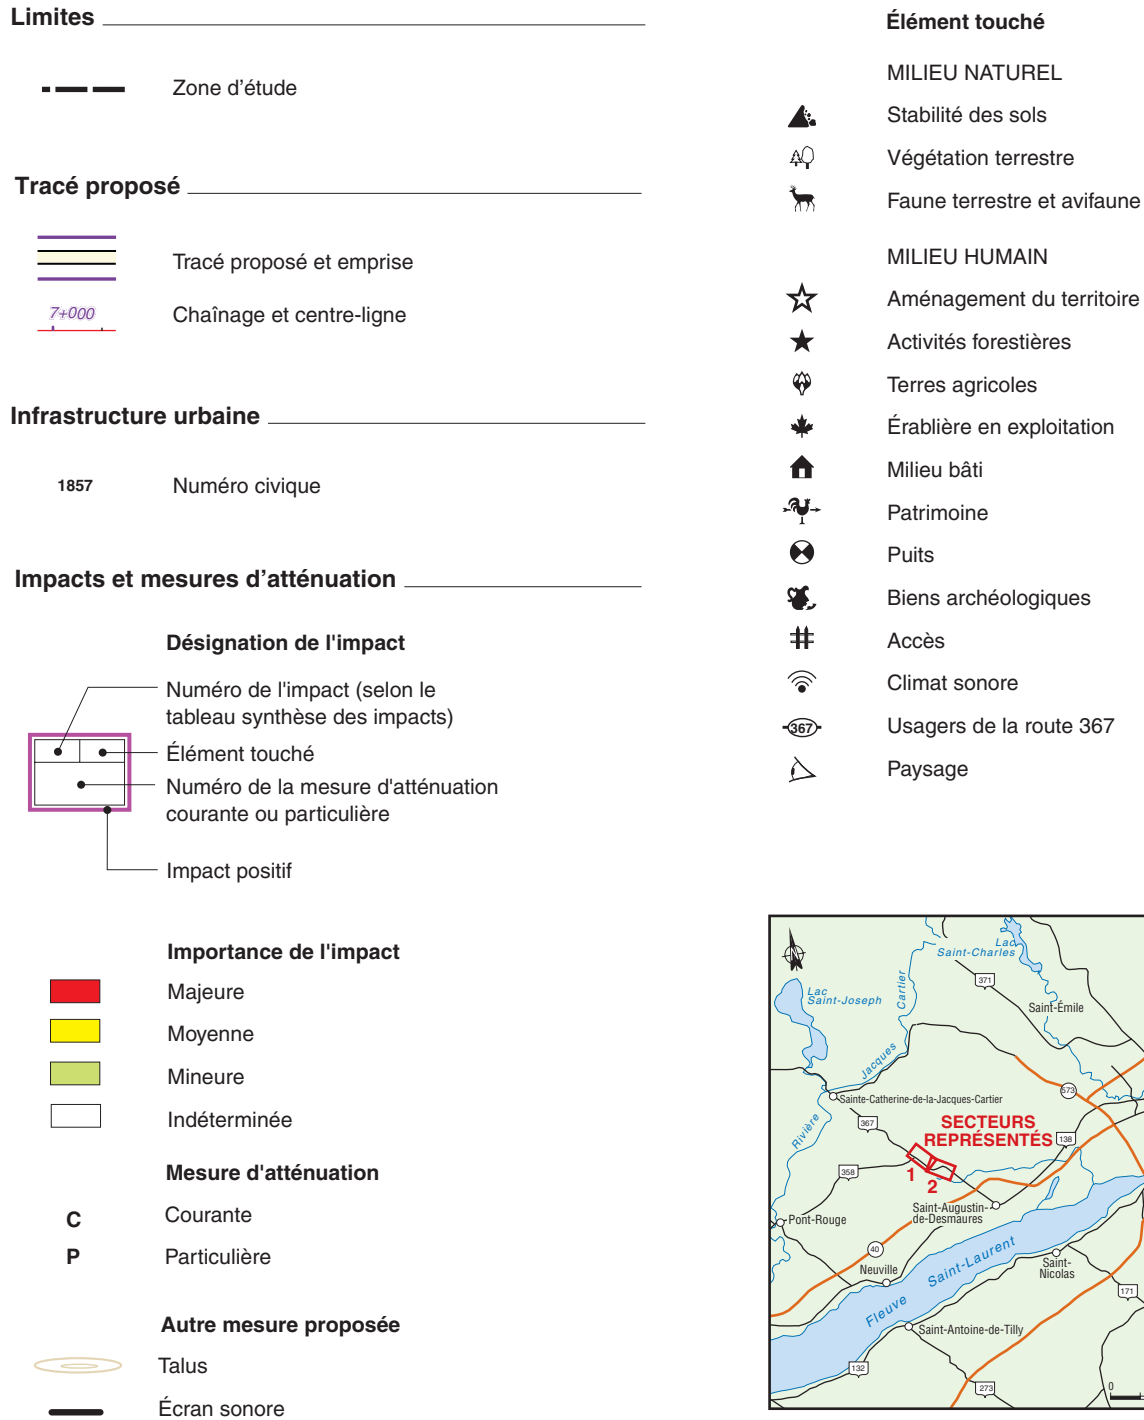 Limites
Zone d'étude
Tracé proposé
Tracé proposé et emprise
7+000
Chaînage et centre-ligne
Infrastructure urbaine
1857
Numéro civique
Impacts et mesures d'atténuation
Désignation de l'impact
Numéro de l'impact (selon le
tableau synthèse des impacts)
Élément touché
Numéro de la mesure d'atténuation
courante ou particulière
Impact positif
Importance de l'impact
Majeure
Moyenne
Mineure
Indéterminée
Mesure d'atténuation
C
Courante
P
Particulière
Autre mesure proposée
Talus
Écran sonore
Élément touché
MILIEU NATUREL
Stabilité des sols
Végétation terrestre
Faune terrestre et avifaune
MILIEU HUMAIN
Aménagement du territoire
Activités forestières
Terres agricoles
Érablière en exploitation
Milieu bâti
Patrimoine
Puits
Biens archéologiques
Accès
Climat sonore
367
Usagers de la route 367
Paysage
Lac
Saint-Charles
371
Lac
Saint-Joseph
Cartier
Saint-Émile
Jacques
573
Sainte-Catherine-de-la-Jacques-Cartier
Rivière
367
SECTEURS
REPRÉSENTÉS
138
358
1
2
Saint-Augustin-
de-Desmaures
Pont-Rouge
40
Neuville
Fleuve Saint-Laurent
Saint-
Nicolas
171
Saint-Antoine-de-Tilly
132
273
0